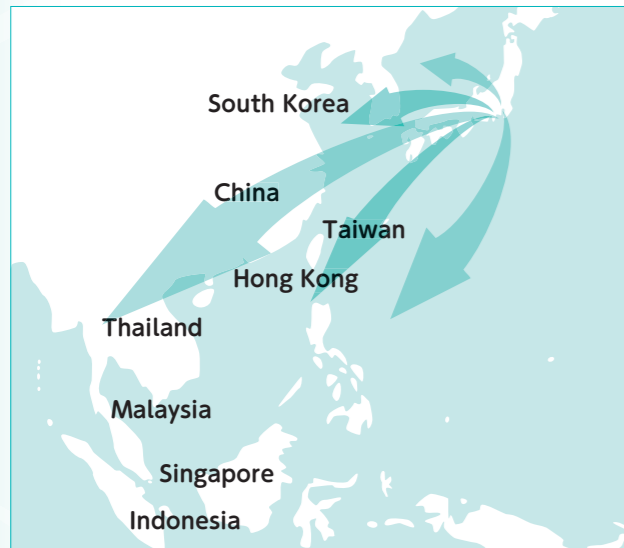 South Korea
China
Taiwan
Hong Kong
Thailand
Malaysia
Singapore
Indonesia